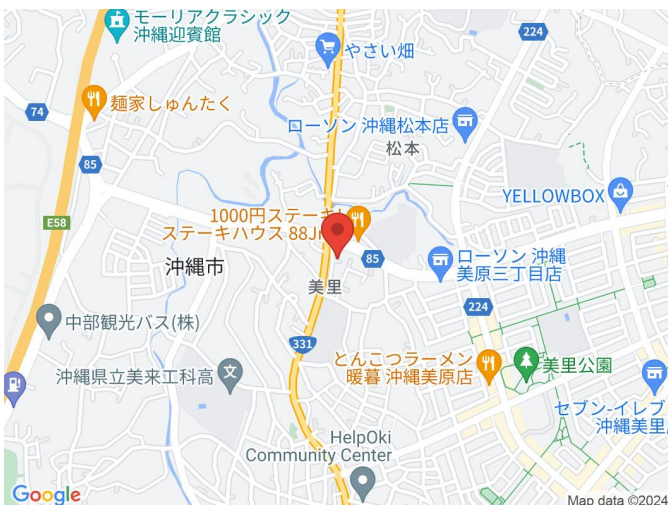 モーリアクラシック
沖縄迎賓館
224
やさい畑
74
麺家しゅんたく
ローソン 沖縄松本店
松本
85
YELLOWBOX
E58
1000円ステーキ
ステーキハウス 88Jr
沖縄市
85
ローソン 沖縄
美原三丁目店
美里
224
中部観光バス(株)
331
とんこつラーメン
暖暮 沖縄美原店
美里公園
沖縄県立美来工科高
文
セブン-イレブ
沖縄美里
HelpOki
Community Center
Google
Map data ©2024